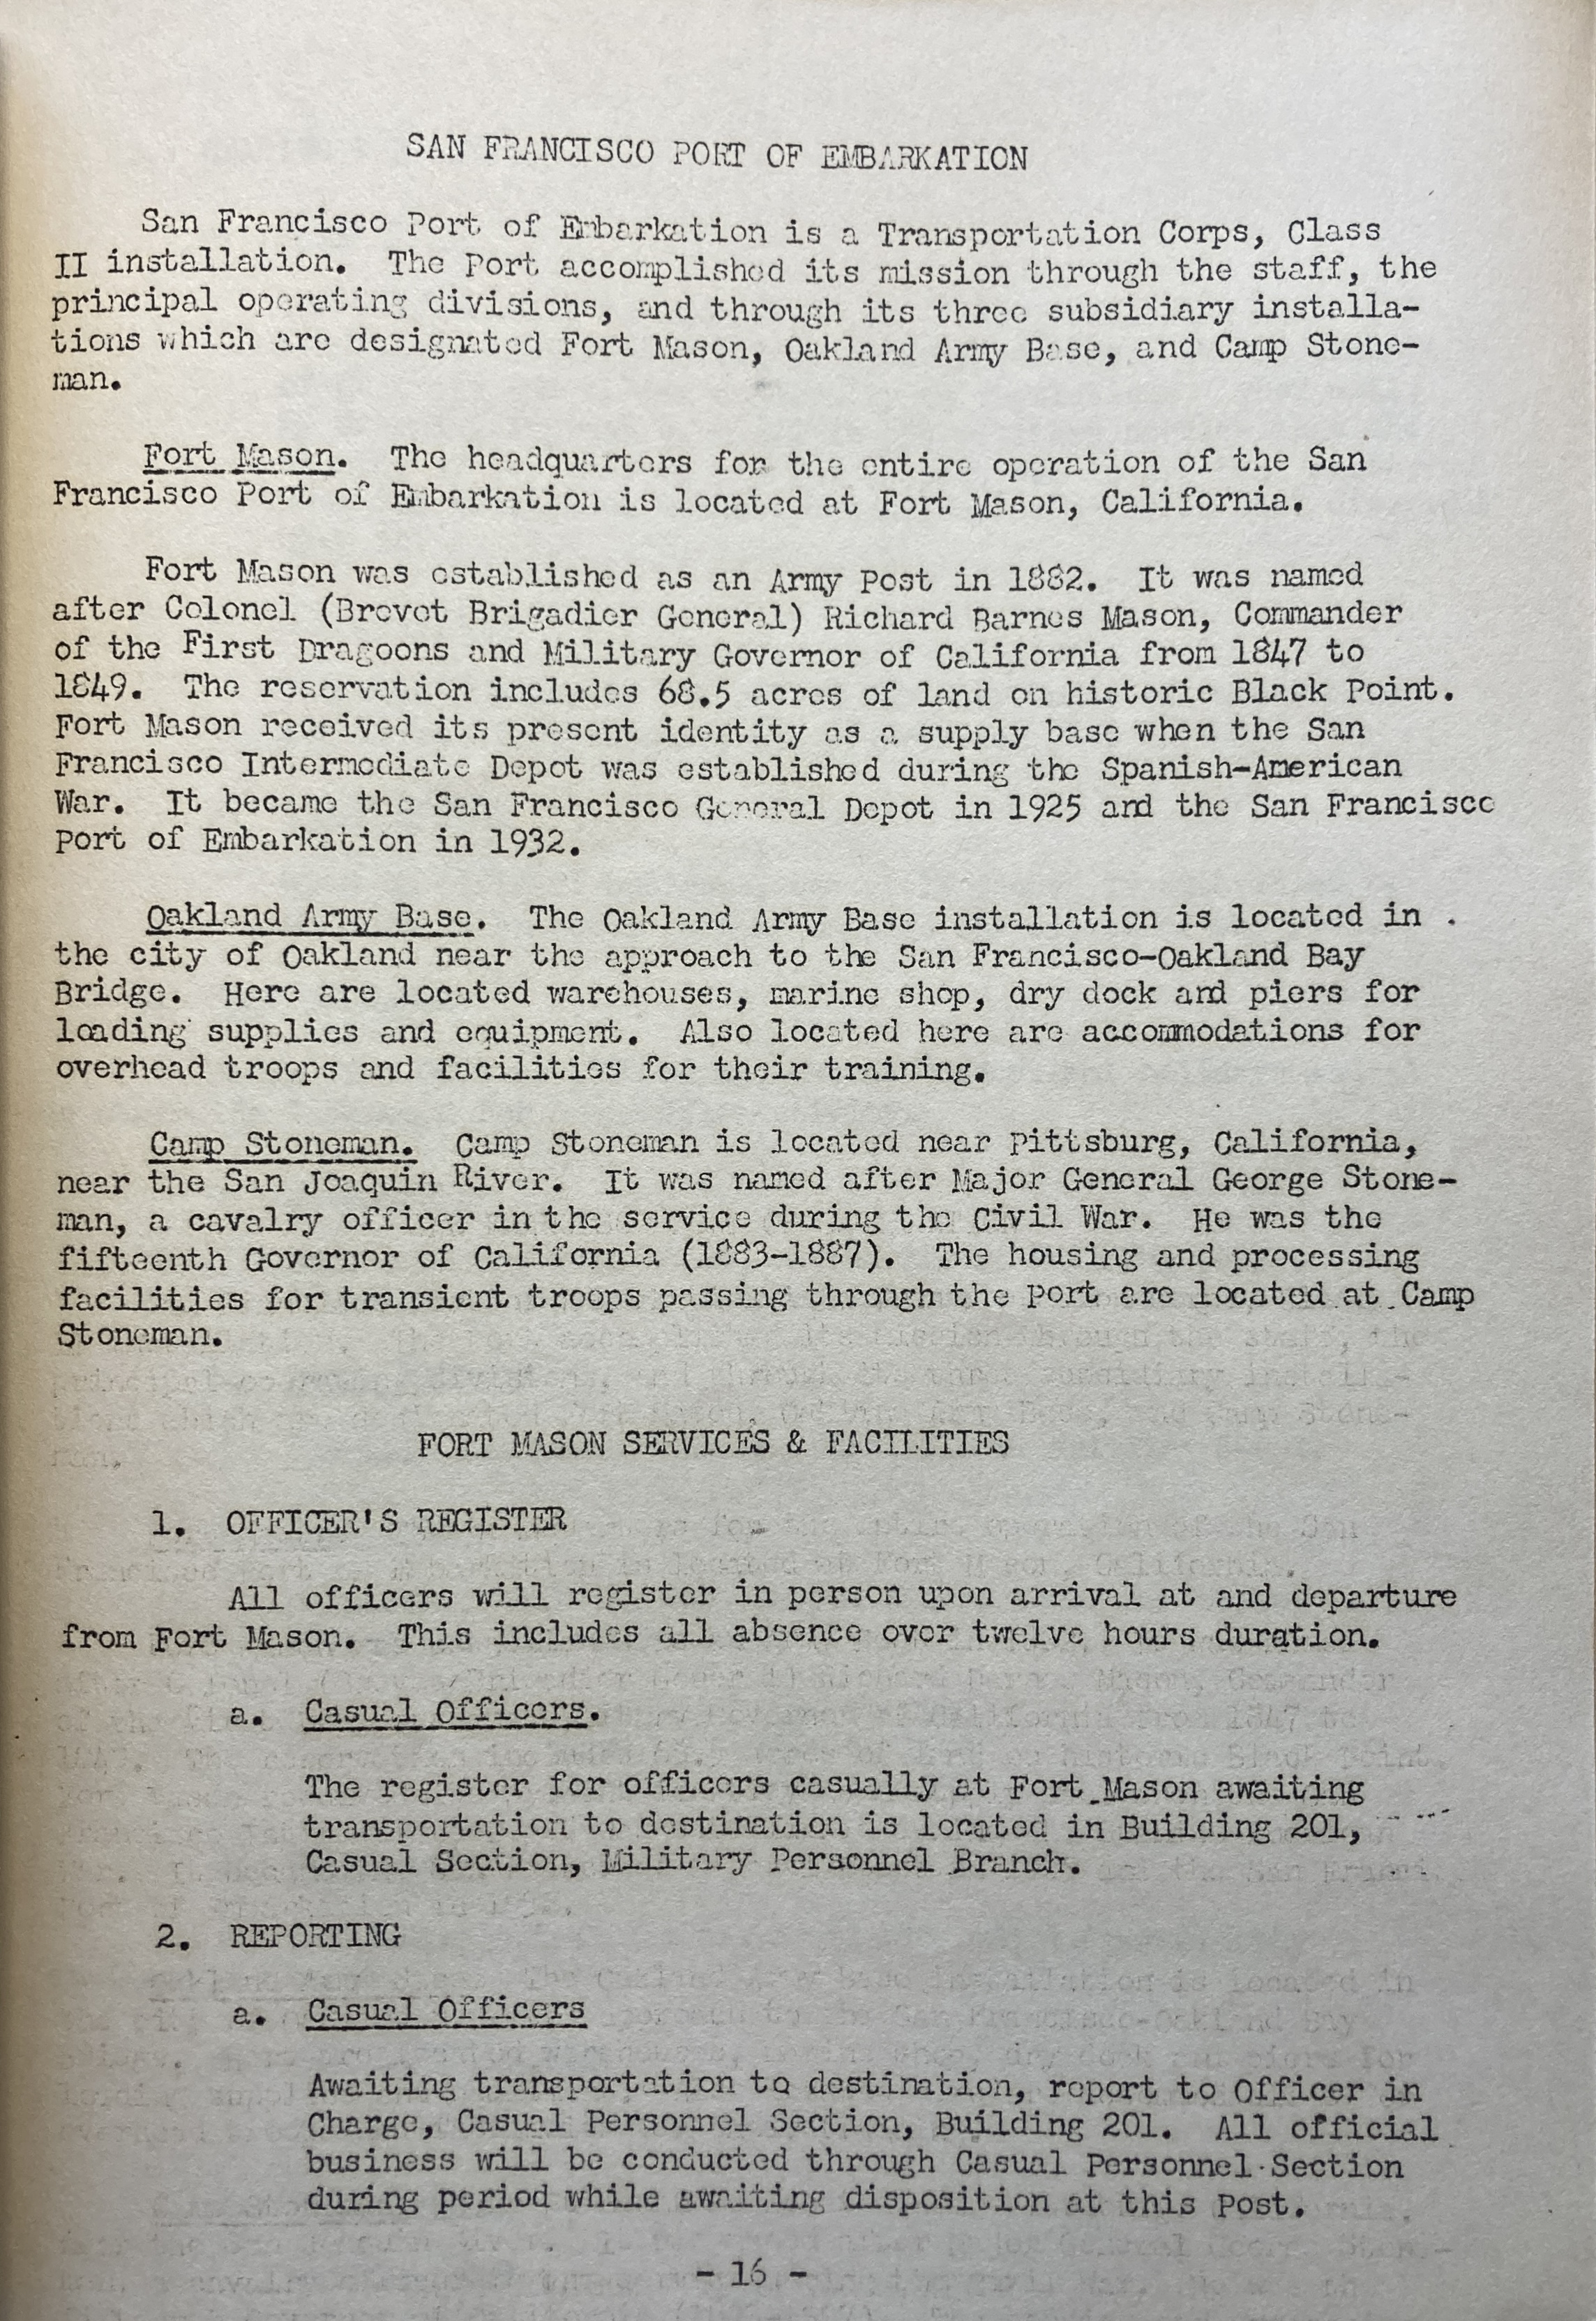 SAN FRANCISCO PORT OF EMBARKATION
San Francisco Port of Embarkation is a Transportation Corps, Class
II installation. The Port accomplished its mission through the staff, the
principal operating divisions, and through its three subsidiary installa-
tions which are designated Fort Mason, Oakland Army Base, and Camp Stone-
man.
Fort Mason. The headquarters for the entire operation of the San
Francisco Port of Embarkation is located at Fort Mason, California.
Fort Mason was established as an Army Post in 1882. It was named
after Colonel (Brevet Brigadier General) Richard Barnes Mason, Commander
of the First Dragoons and Military Governor of California from 1847 to
1849. The reservation includes 68.5 acres of land on historic Black Point.
Fort Mason received its present identity as a supply base when the San
Francisco Intermediate Depot was established during the Spanish-American
War. It became the San Francisco General Depot in 1925 and the San Francisco
Port of Embarkation in 1932.
Oakland Army Base. The Oakland Army Base installation is located in
the city of Oakland near the approach to the San Francisco-Oakland Bay
Bridge. Here are located warehouses, marine shop, dry dock and piers for
loading supplies and equipment. Also located here are accommodations for
overhead troops and facilities for their training.
Camp Stoneman. Camp Stoneman is located near Pittsburg, California,
near the San Joaquin River. It was named after Major General George Stone-
man, a cavalry officer in the service during the Civil War. He was the
fifteenth Governor of California (1883-1887). The housing and processing
facilities for transient troops passing through the Port are located at Camp
Stoneman.
FORT MASON SERVICES & FACILITIES
1. OFFICER'S REGISTER
All officers will register in person upon arrival at and departure
from Fort Mason. This includes all absence over twelve hours duration.
a. Casual Officers.
The register for officers casually at Fort Mason awaiting
transportation to destination is located in Building 201,
Casual Section, Military Personnel Branch.
2. REPORTING
a. Casual Officers
Awaiting transportation to destination, report to Officer in
Charge, Casual Personnel Section, Building 201. All official
business will be conducted through Casual Personnel Section
during period while awaiting disposition at this Post.
- 16 -